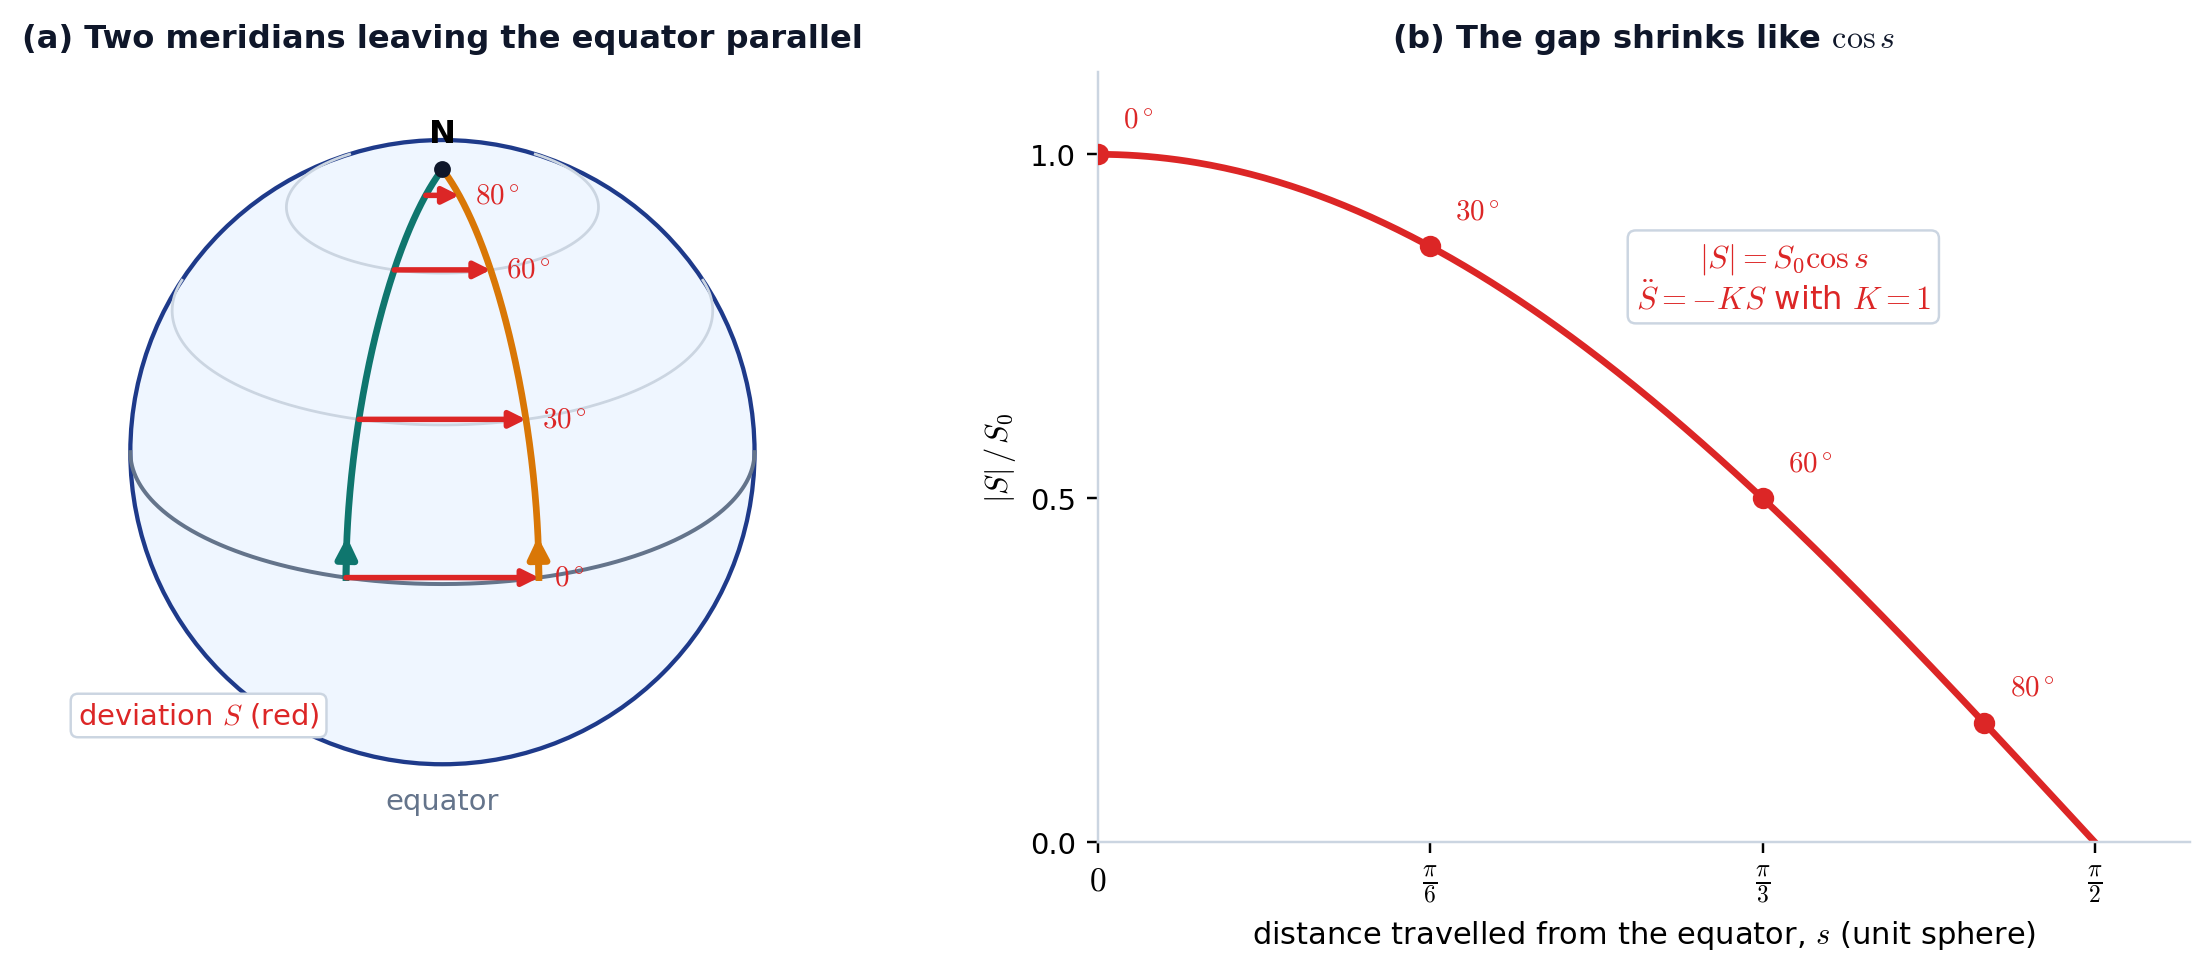 (a) Two meridians leaving the equator parallel
N
80°
60°
30°
0°
deviation S (red)
equator
(b) The gap shrinks like cos s
|S| / S₀
1.0
0.5
0.0
0°
30°
60°
80°
|S| = S₀ cos s
S̈ = −KS with K = 1
0
π/6
π/3
π/2
distance travelled from the equator, s (unit sphere)